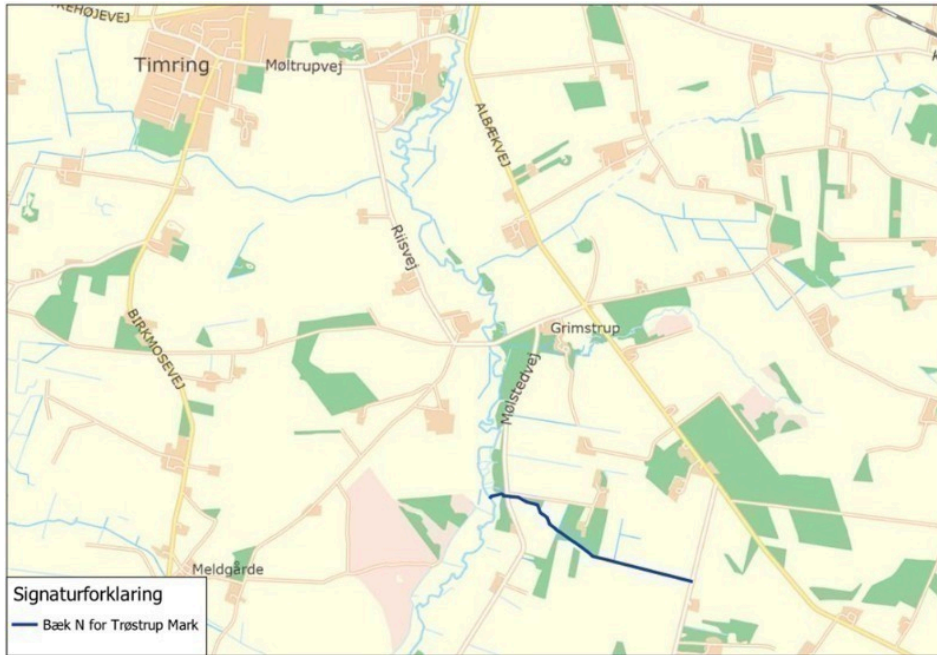 Timring
Møltrupvej
ALBÆKVEJ
Riisvej
BIRKMOSEVEJ
Grimstrup
Mølstedvej
Meldgårde
Signaturforklaring
Bæk N for Trøstrup Mark